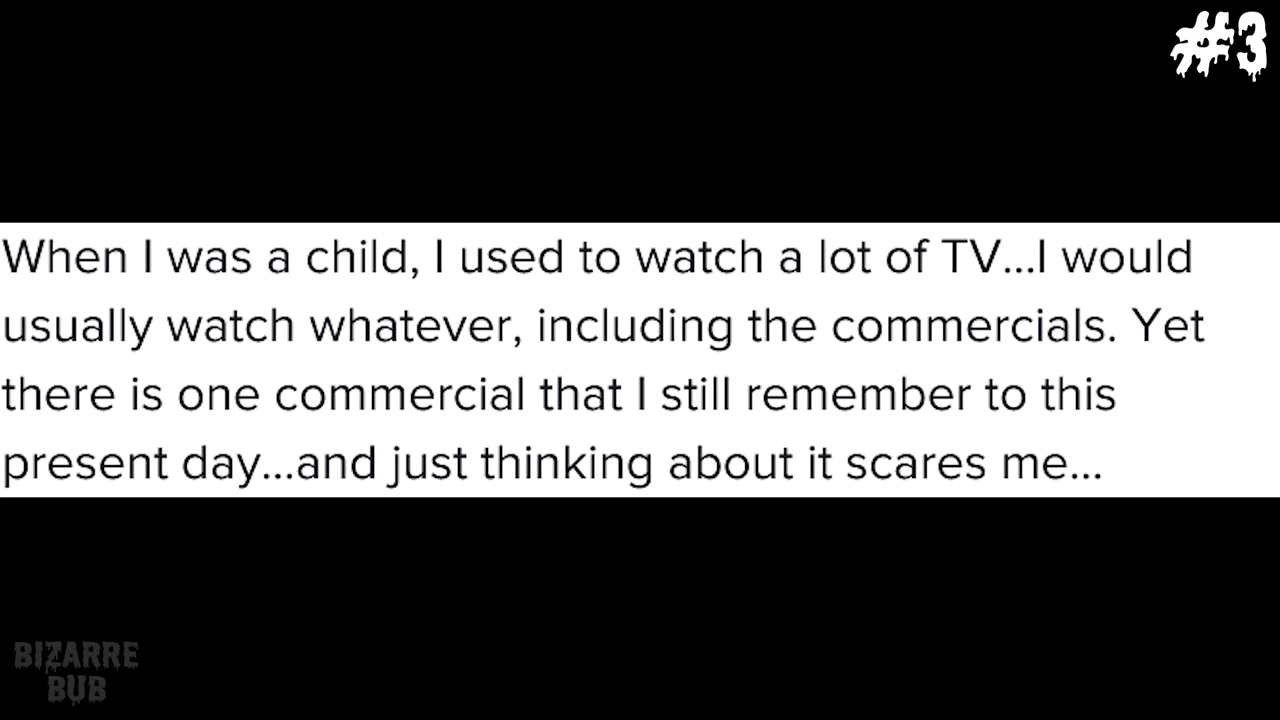 #3
When I was a child, I used to watch a lot of TV...I would
usually watch whatever, including the commercials. Yet
there is one commercial that I still remember to this
present day...and just thinking about it scares me...
BIZARRE
BUB